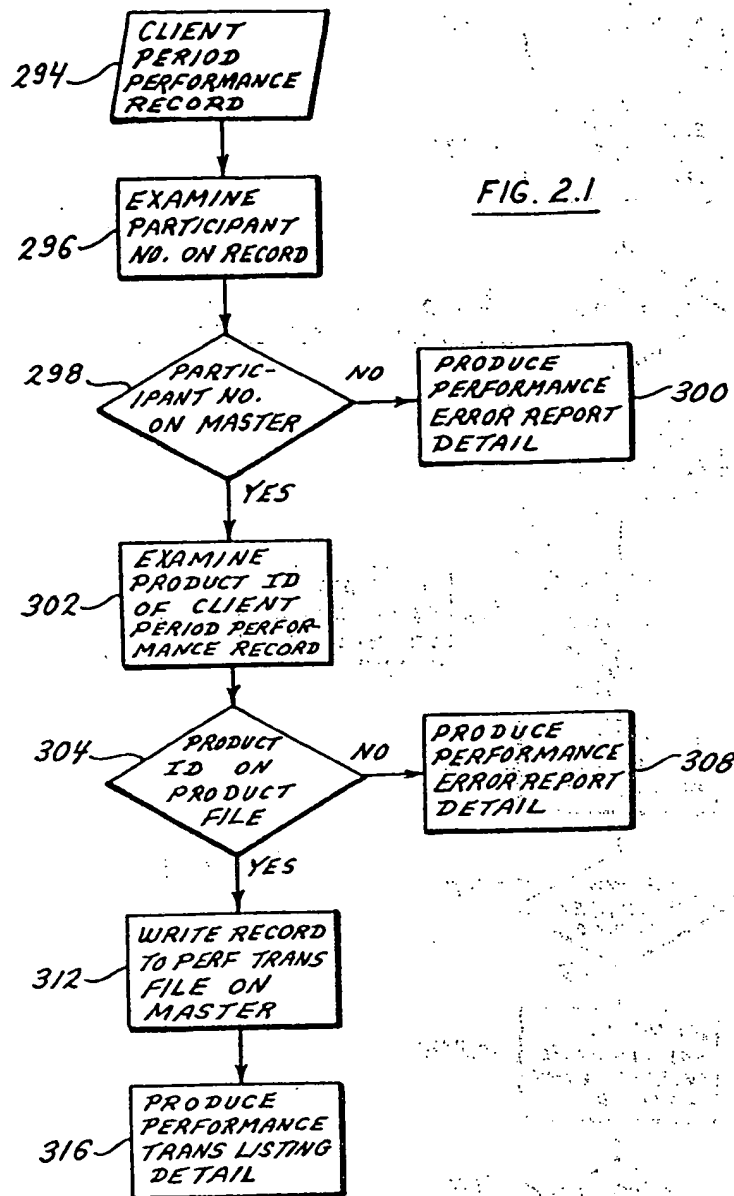 CLIENT
PERIOD
PERFORMANCE
RECORD
294
FIG. 2.1
EXAMINE
PARTICIPANT
NO. ON RECORD
296
PARTIC-
IPANT NO.
ON MASTER
298
NO
PRODUCE
PERFORMANCE
ERROR REPORT
DETAIL
300
YES
EXAMINE
PRODUCT ID
OF CLIENT
PERIOD PERFOR-
MANCE RECORD
302
PRODUCT
ID ON
PRODUCT
FILE
304
NO
PRODUCE
PERFORMANCE
ERROR REPORT
DETAIL
308
YES
WRITE RECORD
TO PERF TRANS
FILE ON
MASTER
312
PRODUCE
PERFORMANCE
TRANS LISTING
DETAIL
316